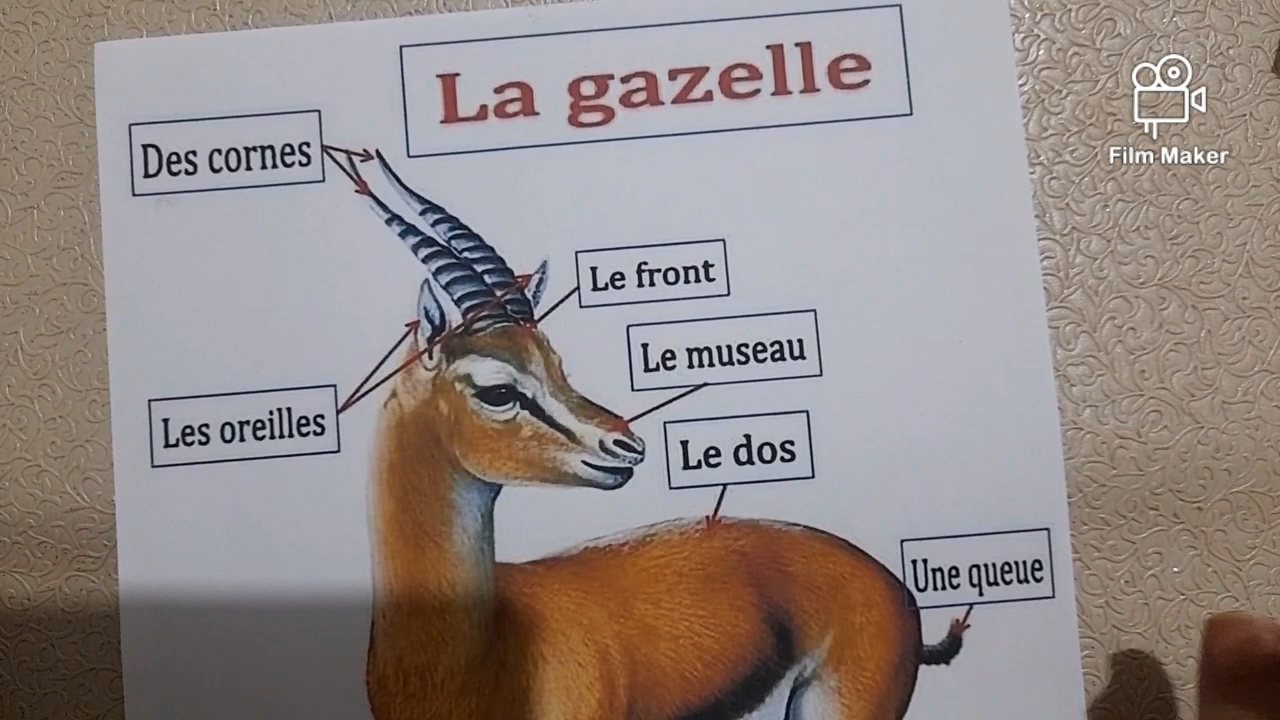 La gazelle
Des cornes
Le front
Le museau
Les oreilles
Le dos
Une queue
Film Maker